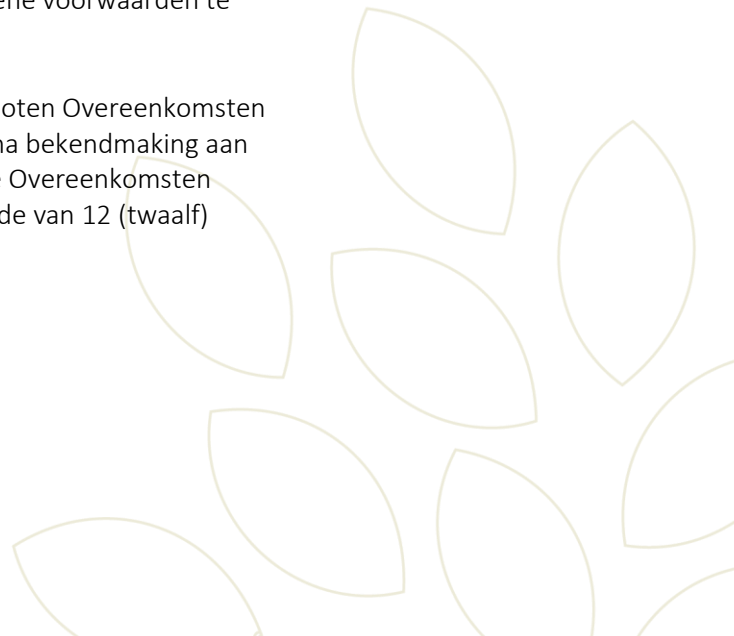 ene voorwaarden te
oten Overeenkomsten
na bekendmaking aan
e Overeenkomsten
de van 12 (twaalf)